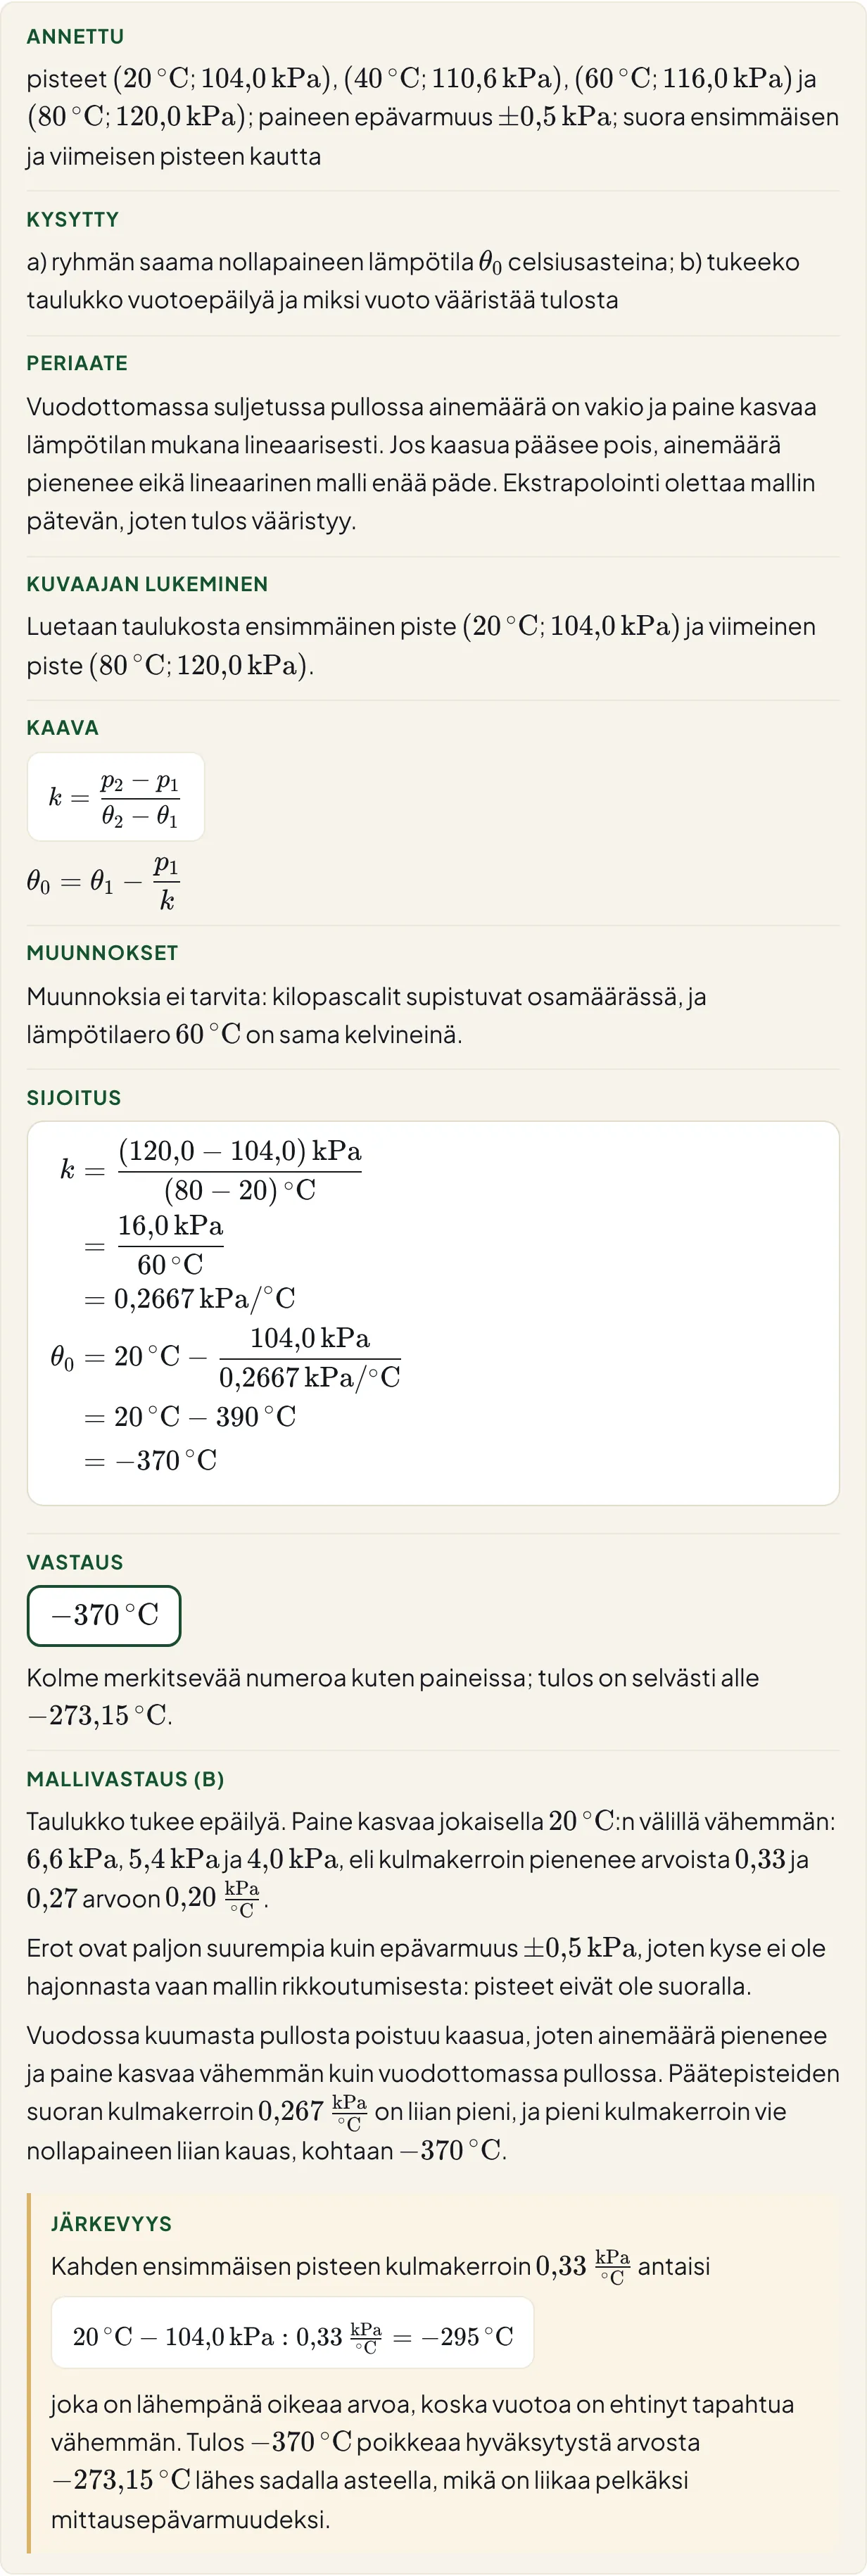 ANNETTU
pisteet (20 °C; 104,0 kPa), (40 °C; 110,6 kPa), (60 °C; 116,0 kPa) ja
(80 °C; 120,0 kPa); paineen epävarmuus ±0,5 kPa; suora ensimmäisen
ja viimeisen pisteen kautta
KYSYTTY
a) ryhmän saama nollapaineen lämpötila θ₀ celsiusasteina; b) tukeeko
taulukko vuotoepäilyä ja miksi vuoto vääristää tulosta
PERIAATE
Vuodottomassa suljetussa pullossa ainemäärä on vakio ja paine kasvaa
lämpötilan mukana lineaarisesti. Jos kaasua pääsee pois, ainemäärä
pienenee eikä lineaarinen malli enää päde. Ekstrapolointi olettaa mallin
pätevän, joten tulos vääristyy.
KUVAAJAN LUKEMINEN
Luetaan taulukosta ensimmäinen piste (20 °C; 104,0 kPa) ja viimeinen
piste (80 °C; 120,0 kPa).
KAAVA
k = (p₂ − p₁)/(θ₂ − θ₁)
θ₀ = θ₁ − p₁/k
MUUNNOKSET
Muunnoksia ei tarvita: kilopascalit supistuvat osamäärässä, ja
lämpötilaero 60 °C on sama kelvineinä.
SIJOITUS
k = (120,0 − 104,0) kPa / (80 − 20) °C
= 16,0 kPa / 60 °C
= 0,2667 kPa/°C
θ₀ = 20 °C − 104,0 kPa / 0,2667 kPa/°C
= 20 °C − 390 °C
= −370 °C
VASTAUS
−370 °C
Kolme merkitsevää numeroa kuten paineissa; tulos on selvästi alle
−273,15 °C.
MALLIVASTAUS (B)
Taulukko tukee epäilyä. Paine kasvaa jokaisella 20 °C:n välillä vähemmän:
6,6 kPa, 5,4 kPa ja 4,0 kPa, eli kulmakerroin pienenee arvoista 0,33 ja
0,27 arvoon 0,20 kPa/°C.
Erot ovat paljon suurempia kuin epävarmuus ±0,5 kPa, joten kyse ei ole
hajonnasta vaan mallin rikkoutumisesta: pisteet eivät ole suoralla.
Vuodossa kuumasta pullosta poistuu kaasua, joten ainemäärä pienenee
ja paine kasvaa vähemmän kuin vuodottomassa pullossa. Päätepisteiden
suoran kulmakerroin 0,267 kPa/°C on liian pieni, ja pieni kulmakerroin vie
nollapaineen liian kauas, kohtaan −370 °C.
JÄRKEVYYS
Kahden ensimmäisen pisteen kulmakerroin 0,33 kPa/°C antaisi
20 °C − 104,0 kPa : 0,33 kPa/°C = −295 °C
joka on lähempänä oikeaa arvoa, koska vuotoa on ehtinyt tapahtua
vähemmän. Tulos −370 °C poikkeaa hyväksytystä arvosta
−273,15 °C lähes sadalla asteella, mikä on liikaa pelkäksi
mittausepävarmuudeksi.